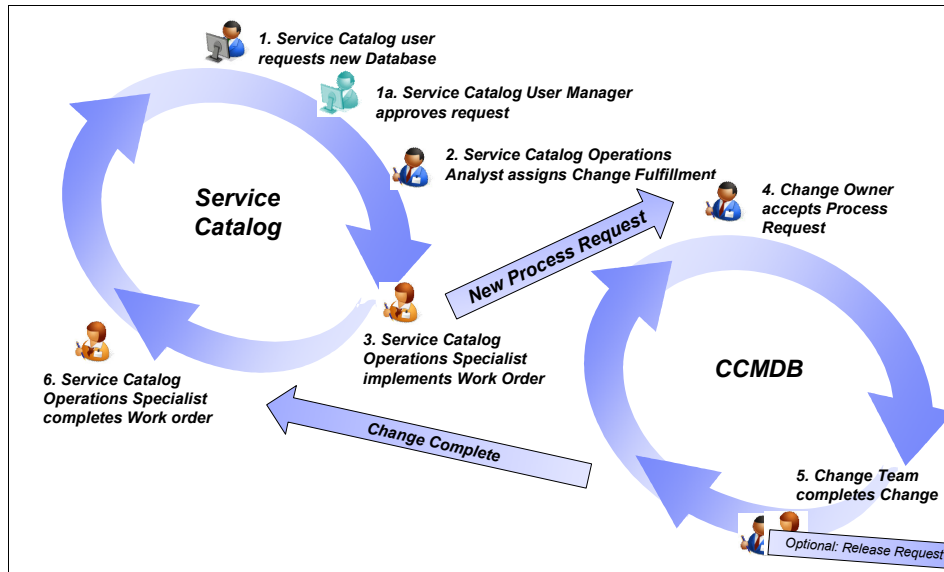 1. Service Catalog user
requests new Database
1a. Service Catalog User Manager
approves request
2. Service Catalog Operations
Analyst assigns Change Fulfillment
Service
Catalog
New Process Request
4. Change Owner
accepts Process
Request
3. Service Catalog
Operations Specialist
implements Work Order
CCMDB
6. Service Catalog
Operations Specialist
completes Work order
Change Complete
5. Change Team
completes Change
Optional: Release Request